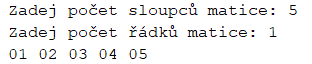 Zadej počet sloupců matice: 5
Zadej počet řádků matice: 1
01 02 03 04 05